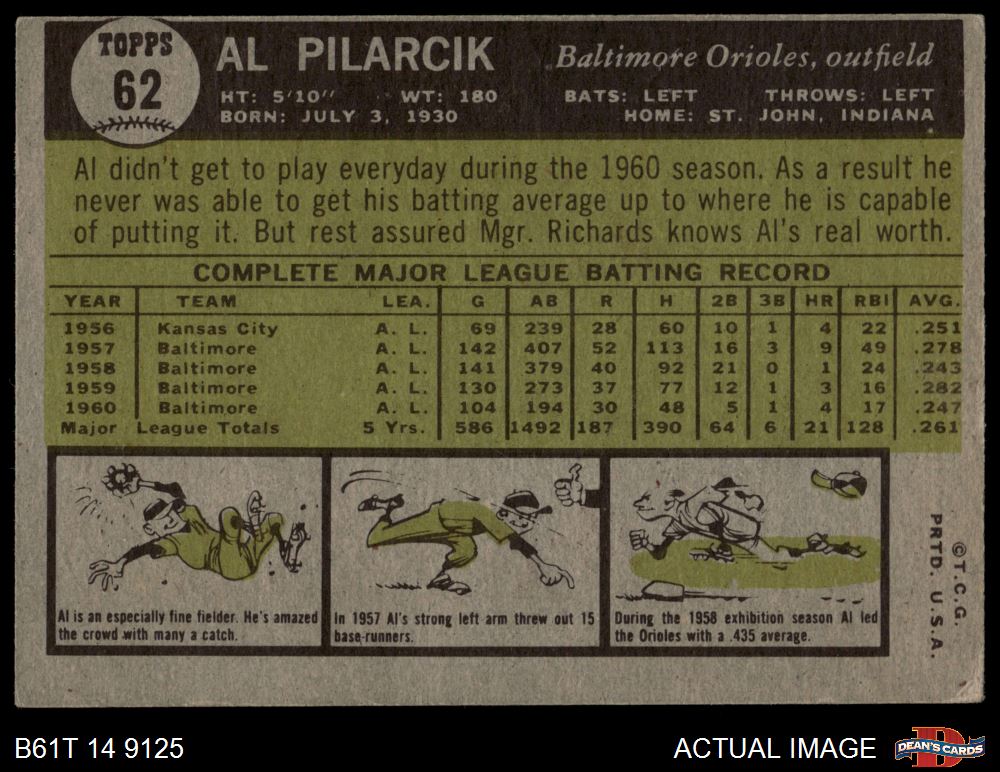 TOPPS
62
AL PILARCIK
Baltimore Orioles, outfield
HT: 5'10" WT: 180 BATS: LEFT THROWS: LEFT
BORN: JULY 3, 1930 HOME: ST. JOHN, INDIANA
Al didn't get to play everyday during the 1960 season. As a result he
never was able to get his batting average up to where he is capable
of putting it. But rest assured Mgr. Richards knows Al's real worth.
COMPLETE MAJOR LEAGUE BATTING RECORD
YEAR TEAM LEA. G AB R H 2B 3B HR RBI AVG.
1956 Kansas City A. L. 69 239 28 60 10 1 4 22 .251
1957 Baltimore A. L. 142 407 52 113 16 3 9 49 .278
1958 Baltimore A. L. 141 379 40 92 21 0 1 24 .243
1959 Baltimore A. L. 130 273 37 77 12 1 3 16 .282
1960 Baltimore A. L. 104 194 30 48 5 1 4 17 .247
Major League Totals 5 Yrs. 586 1492 187 390 64 6 21 128 .261
Al is an especially fine fielder. He's amazed
the crowd with many a catch.
In 1957 Al's strong left arm threw out 15
base-runners.
During the 1958 exhibition season Al led
the Orioles with a .435 average.
©T.C.G.
PRTD. U.S.A.
B61T 14 9125
ACTUAL IMAGE
DEAN'S CARDS